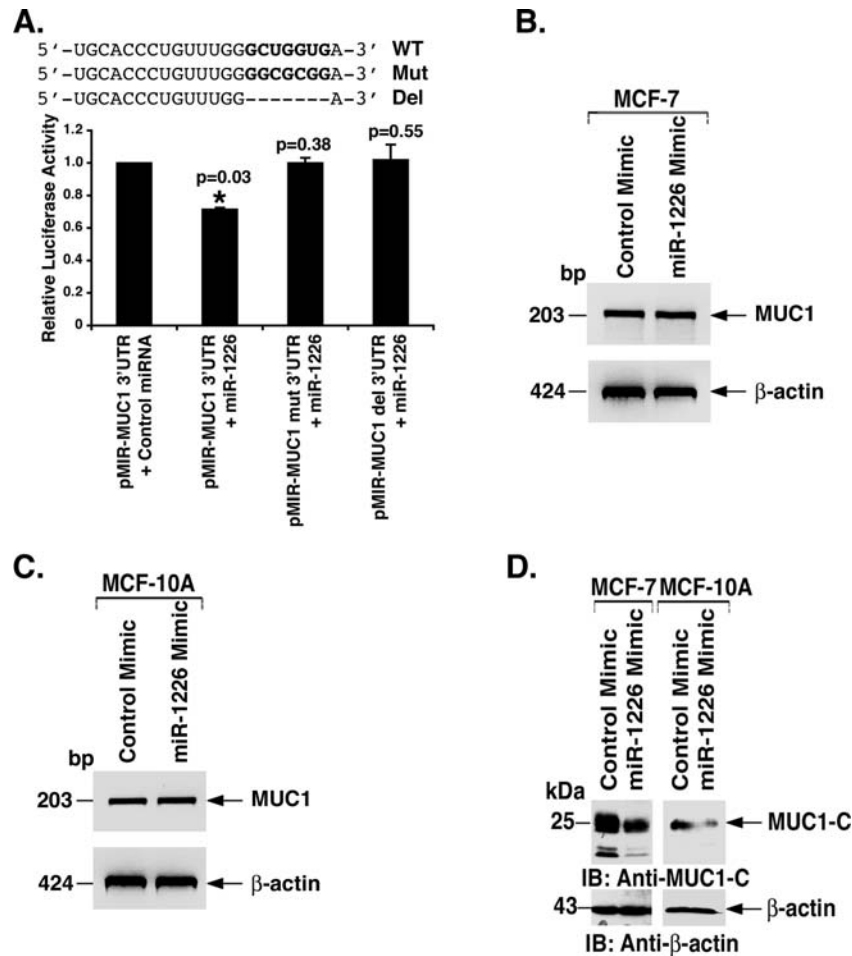 A.
5′-UGCACCCUGUUUGGGCUGGUGA-3′ WT
5′-UGCACCCUGUUUGGGGCGCGGA-3′ Mut
5′-UGCACCCUGUUUGG-------A-3′ Del
Relative Luciferase Activity
1.2
1.0
0.8
0.6
0.4
0.2
0
p=0.03
*
p=0.38
p=0.55
pMIR-MUC1 3'UTR
+ Control miRNA
pMIR-MUC1 3'UTR
+ miR-1226
pMIR-MUC1 mut 3'UTR
+ miR-1226
pMIR-MUC1 del 3'UTR
+ miR-1226
B.
MCF-7
Control Mimic
miR-1226 Mimic
bp
203
MUC1
424
β-actin
C.
MCF-10A
Control Mimic
miR-1226 Mimic
bp
203
MUC1
424
β-actin
D.
MCF-7 MCF-10A
Control Mimic
miR-1226 Mimic
Control Mimic
miR-1226 Mimic
kDa
25
MUC1-C
IB: Anti-MUC1-C
43
β-actin
IB: Anti-β-actin